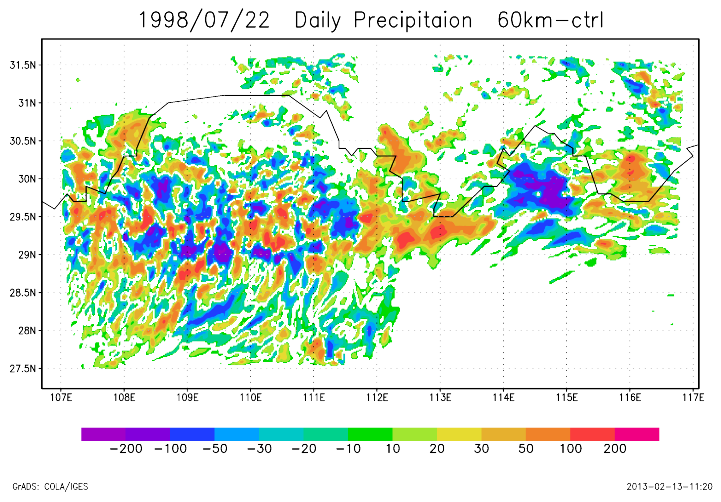 1998/07/22 Daily Precipitaion 60km-ctrl
31.5N
31N
30.5N
30N
29.5N
29N
28.5N
28N
27.5N
107E 108E 109E 110E 111E 112E 113E 114E 115E 116E 117E
-200 -100 -50 -30 -20 -10 10 20 30 50 100 200
GrADS: COLA/IGES 2013-02-13-11:20